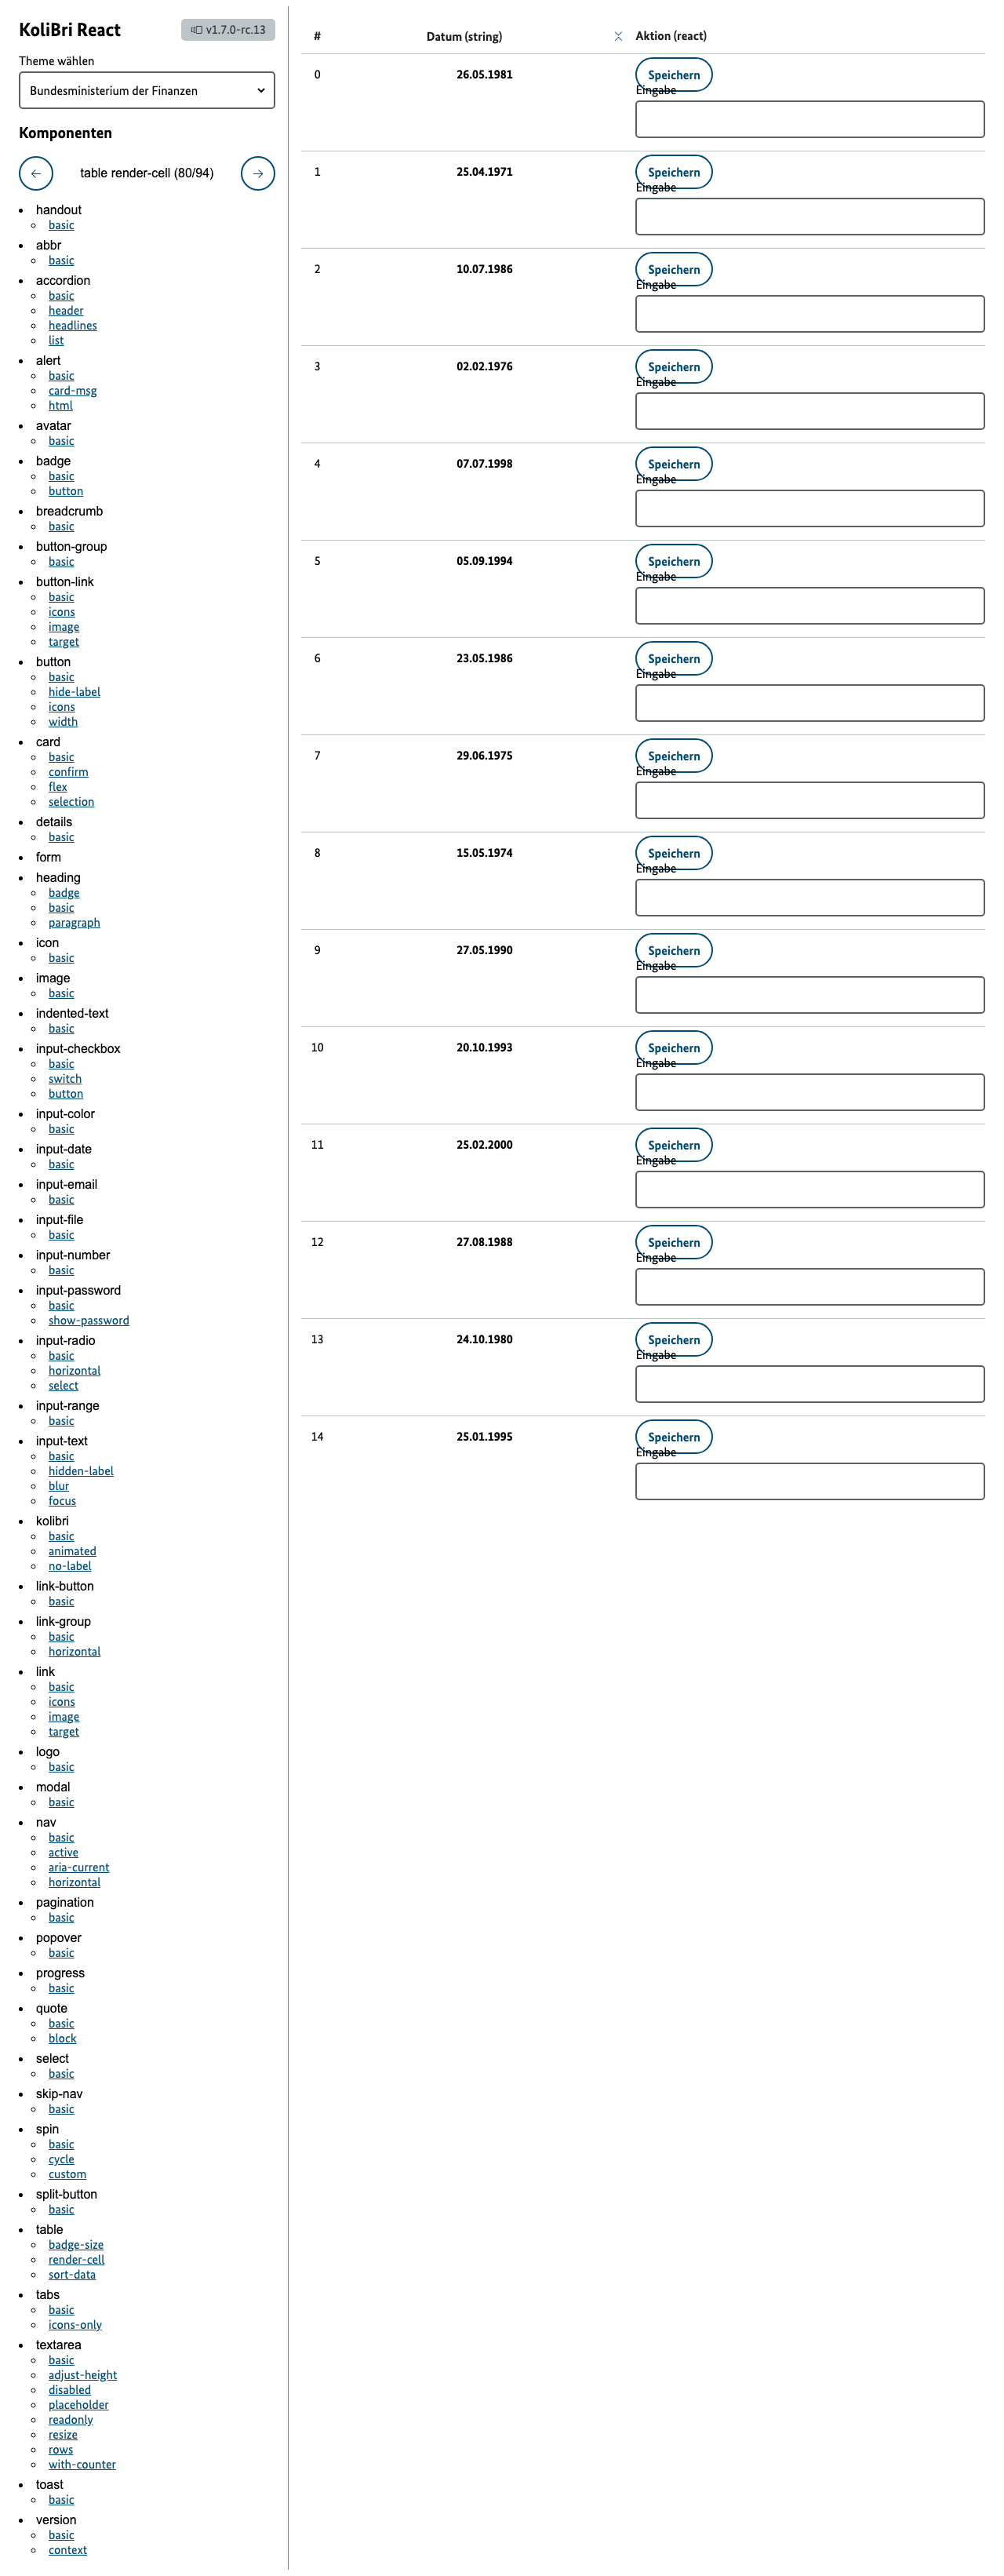 KoliBri React
v1.7.0-rc.13
Theme wählen
Bundesministerium der Finanzen
Komponenten
table render-cell (80/94)
handout
basic
abbr
basic
accordion
basic
header
headlines
list
alert
basic
card-msg
html
avatar
basic
badge
basic
button
breadcrumb
basic
button-group
basic
button-link
basic
icons
image
target
button
basic
hide-label
icons
width
card
basic
confirm
flex
selection
details
basic
form
heading
badge
basic
paragraph
icon
basic
image
basic
indented-text
basic
input-checkbox
basic
switch
button
input-color
basic
input-date
basic
input-email
basic
input-file
basic
input-number
basic
input-password
basic
show-password
input-radio
basic
horizontal
select
input-range
basic
input-text
basic
hidden-label
blur
focus
kolibri
basic
animated
no-label
link-button
basic
link-group
basic
horizontal
link
basic
icons
image
target
logo
basic
modal
basic
nav
basic
active
aria-current
horizontal
pagination
basic
popover
basic
progress
basic
quote
basic
block
select
basic
skip-nav
basic
spin
basic
cycle
custom
split-button
basic
table
badge-size
render-cell
sort-data
tabs
basic
icons-only
textarea
basic
adjust-height
disabled
placeholder
readonly
resize
rows
with-counter
toast
basic
version
basic
context
# Datum (string) Aktion (react)
0 26.05.1981 Speichern
Eingabe
1 25.04.1971 Speichern
Eingabe
2 10.07.1986 Speichern
Eingabe
3 02.02.1976 Speichern
Eingabe
4 07.07.1998 Speichern
Eingabe
5 05.09.1994 Speichern
Eingabe
6 23.05.1986 Speichern
Eingabe
7 29.06.1975 Speichern
Eingabe
8 15.05.1974 Speichern
Eingabe
9 27.05.1990 Speichern
Eingabe
10 20.10.1993 Speichern
Eingabe
11 25.02.2000 Speichern
Eingabe
12 27.08.1988 Speichern
Eingabe
13 24.10.1980 Speichern
Eingabe
14 25.01.1995 Speichern
Eingabe